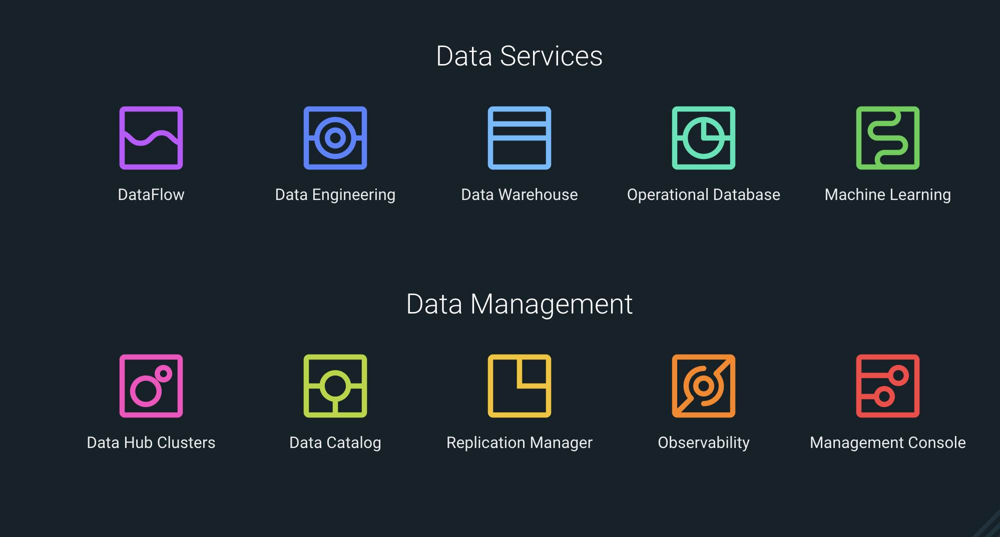 Data Services
DataFlow
Data Engineering
Data Warehouse
Operational Database
Machine Learning
Data Management
Data Hub Clusters
Data Catalog
Replication Manager
Observability
Management Console